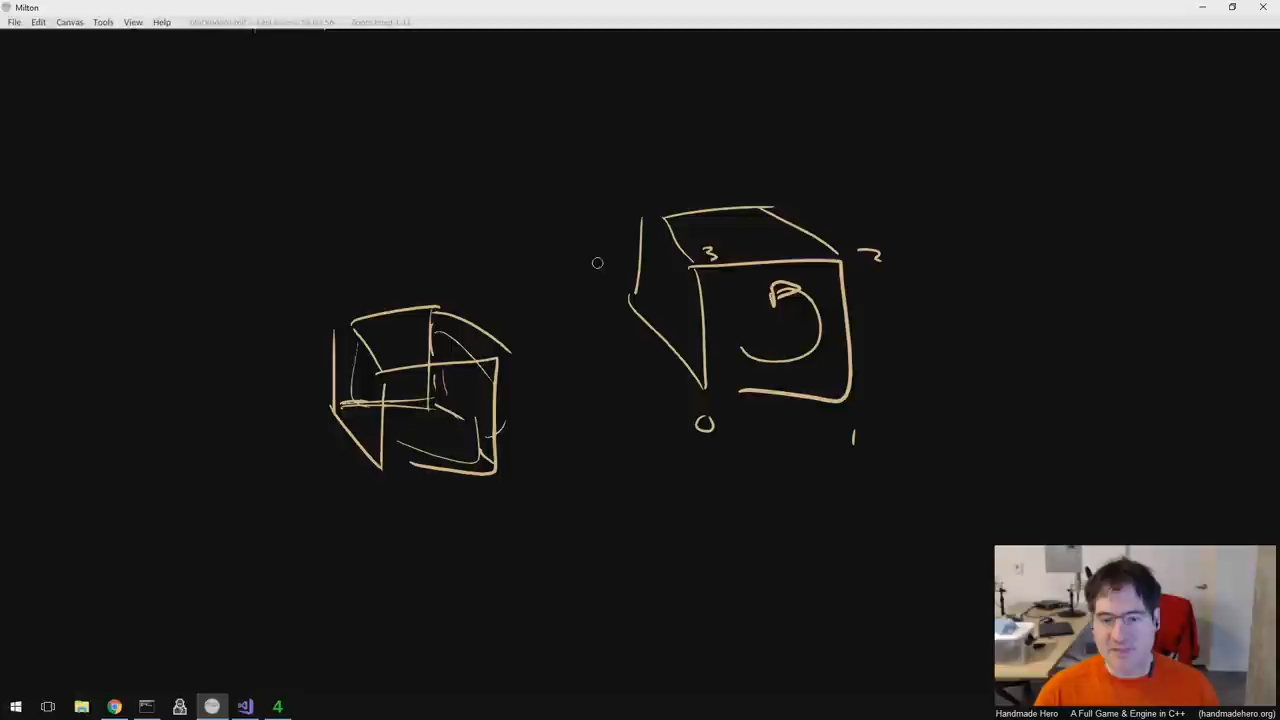 Milton
File Edit Canvas Tools View Help
3
2
0
1
4
Handmade Hero A Full Game & Engine in C++ (handmadehero.org)